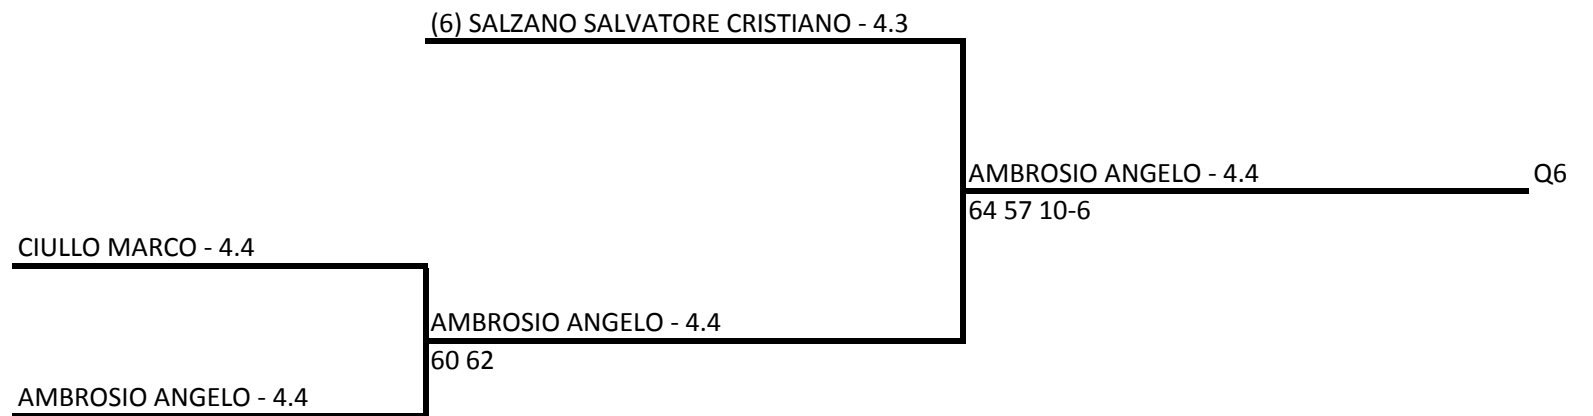 (6) SALZANO SALVATORE CRISTIANO - 4.3
AMBROSIO ANGELO - 4.4
Q6
64 57 10-6
CIULLO MARCO - 4.4
AMBROSIO ANGELO - 4.4
60 62
AMBROSIO ANGELO - 4.4